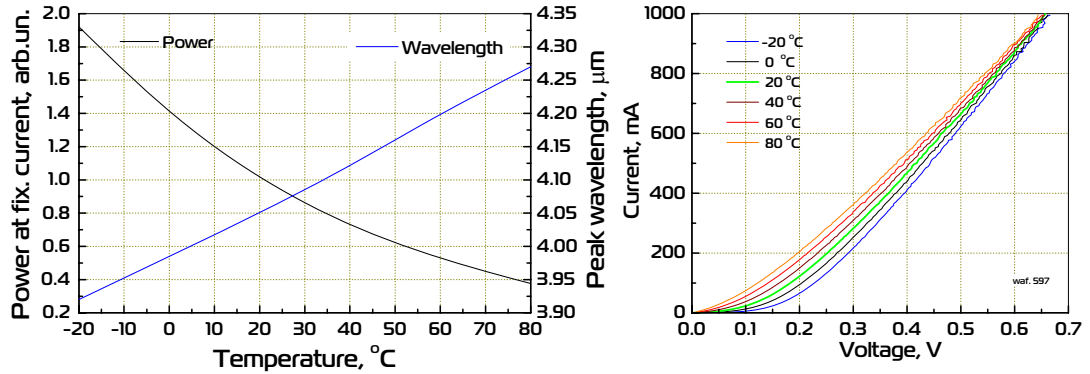 Power at fix. current, arb.un.
2.0
1.8
1.6
1.4
1.2
1.0
0.8
0.6
0.4
0.2
Power
Wavelength
4.35
4.30
4.25
4.20
4.15
4.10
4.05
4.00
3.95
3.90
Peak wavelength, μm
-20 -10 0 10 20 30 40 50 60 70 80
Temperature, °C
Current, mA
1000
800
600
400
200
0
-20 °C
0 °C
20 °C
40 °C
60 °C
80 °C
waf. 597
0.0 0.1 0.2 0.3 0.4 0.5 0.6 0.7
Voltage, V